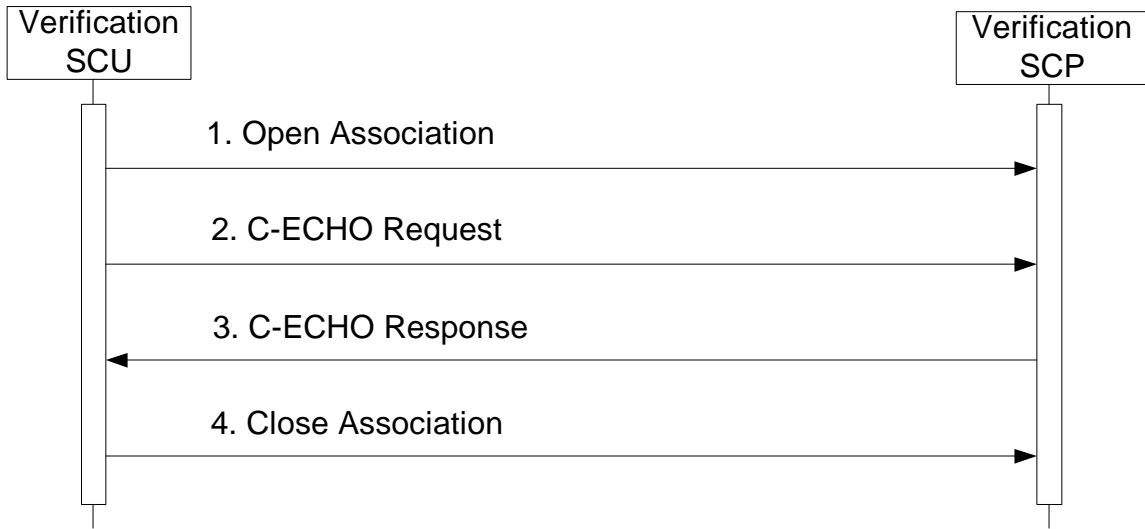 Verification
SCU
Verification
SCP
1. Open Association
2. C-ECHO Request
3. C-ECHO Response
4. Close Association